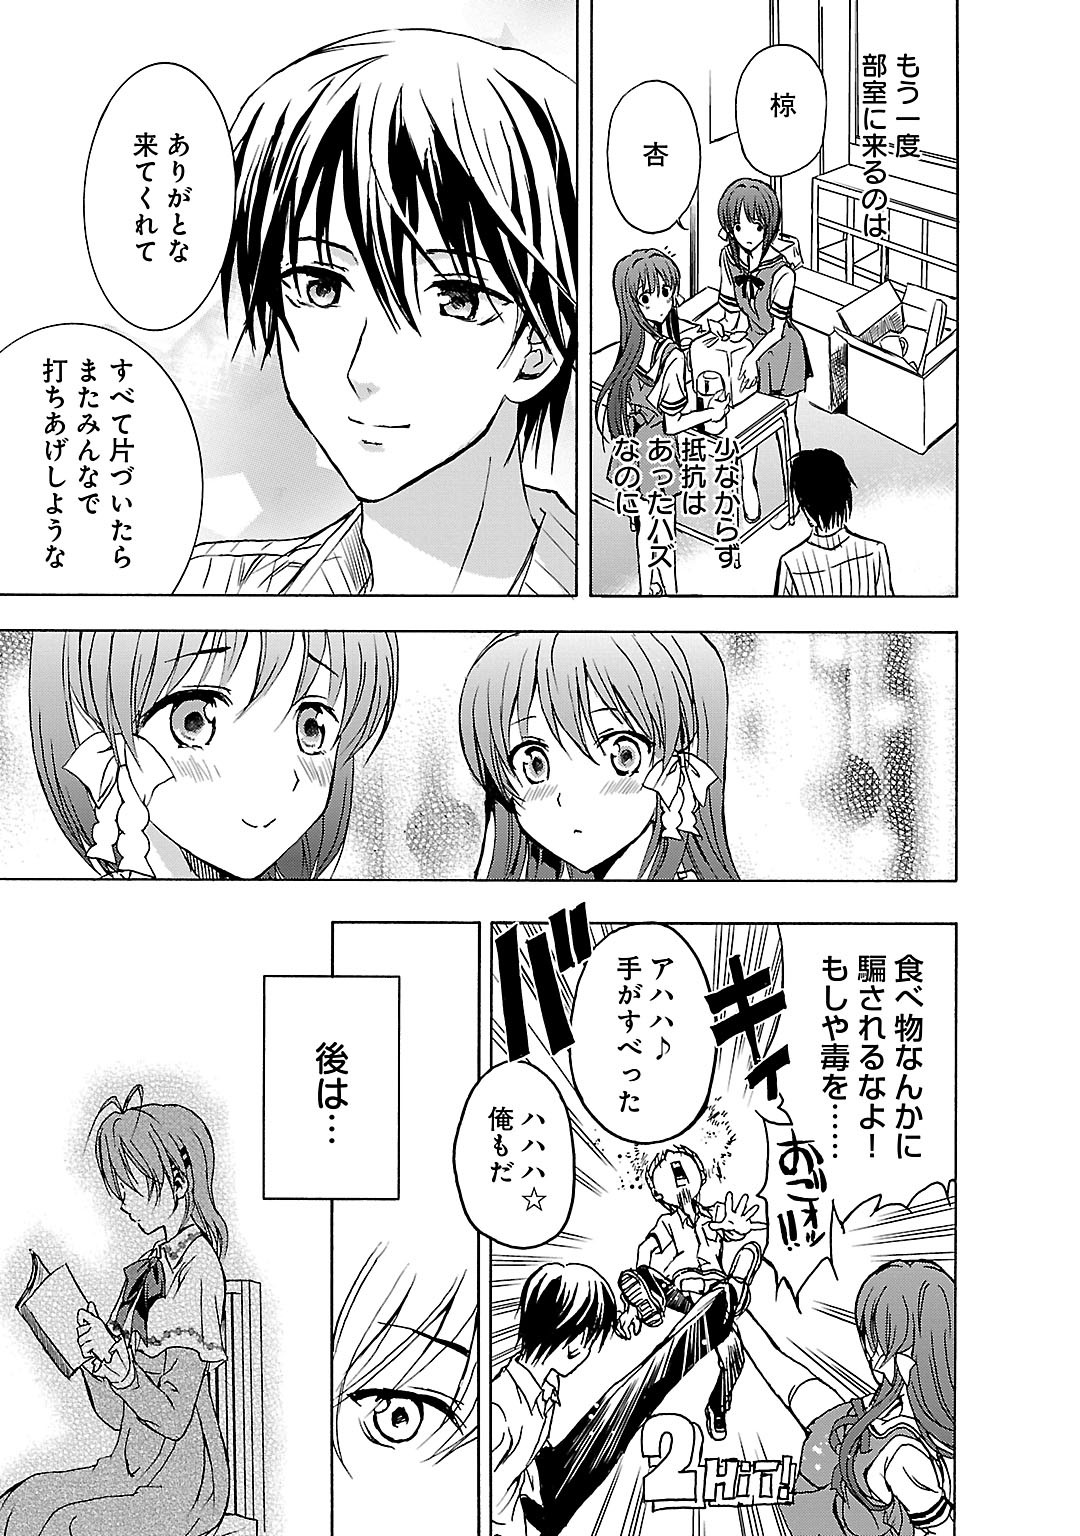 もう一度
部室に来るのは
椋
杏
少なからず
抵抗は
あったハズ
なのに
ありがとな
来てくれて
すべて片づいたら
またみんなで
打ちあげしような
食べ物なんかに
騙されるなよ！
もしや毒を……
キィ
バ
アハハ♪
手がすべった
ハハハ☆
俺もだ
おごォッ!!
2HiT!
後は…